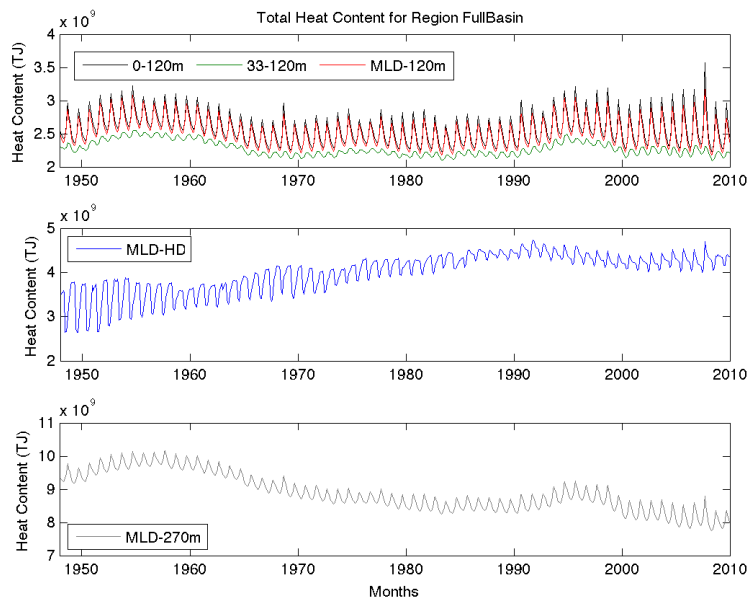 Total Heat Content for Region FullBasin
x 10^9
4
3.5
3
2.5
2
Heat Content (TJ)
0-120m 33-120m MLD-120m
1950 1960 1970 1980 1990 2000 2010
x 10^9
5
4
3
2
Heat Content (TJ)
MLD-HD
1950 1960 1970 1980 1990 2000 2010
x 10^9
11
10
9
8
7
Heat Content (TJ)
MLD-270m
1950 1960 1970 1980 1990 2000 2010
Months